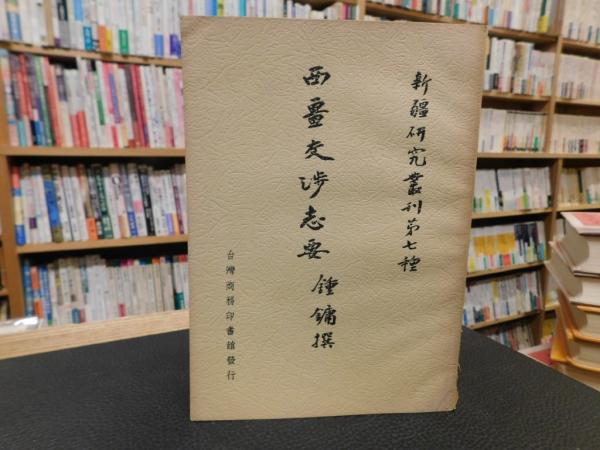 新疆研究叢刊第七種
西畺交涉志要
鍾鏞撰
台灣商務印書館發行